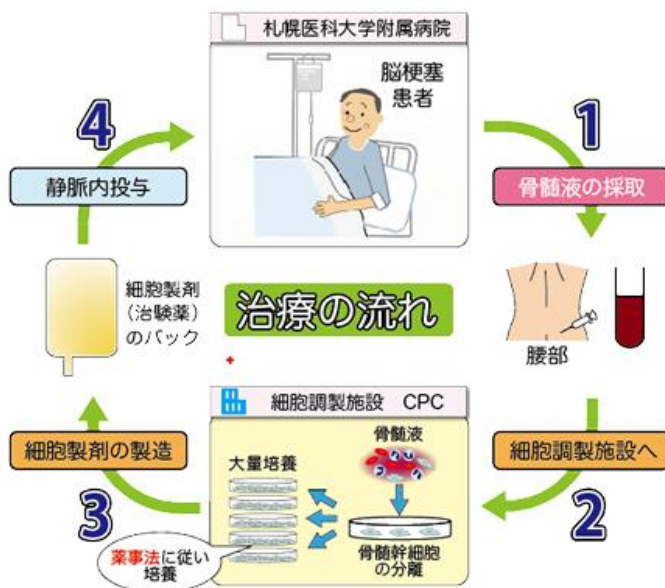 札幌医科大学附属病院
脳梗塞
患者
1
骨髄液の採取
腰部
細胞調製施設へ
2
細胞調製施設 CPC
骨髄液
大量培養
骨髄幹細胞
の分離
薬事法に従い
培養
3
細胞製剤の製造
細胞製剤
(治験薬)
のバック
静脈内投与
4
治療の流れ